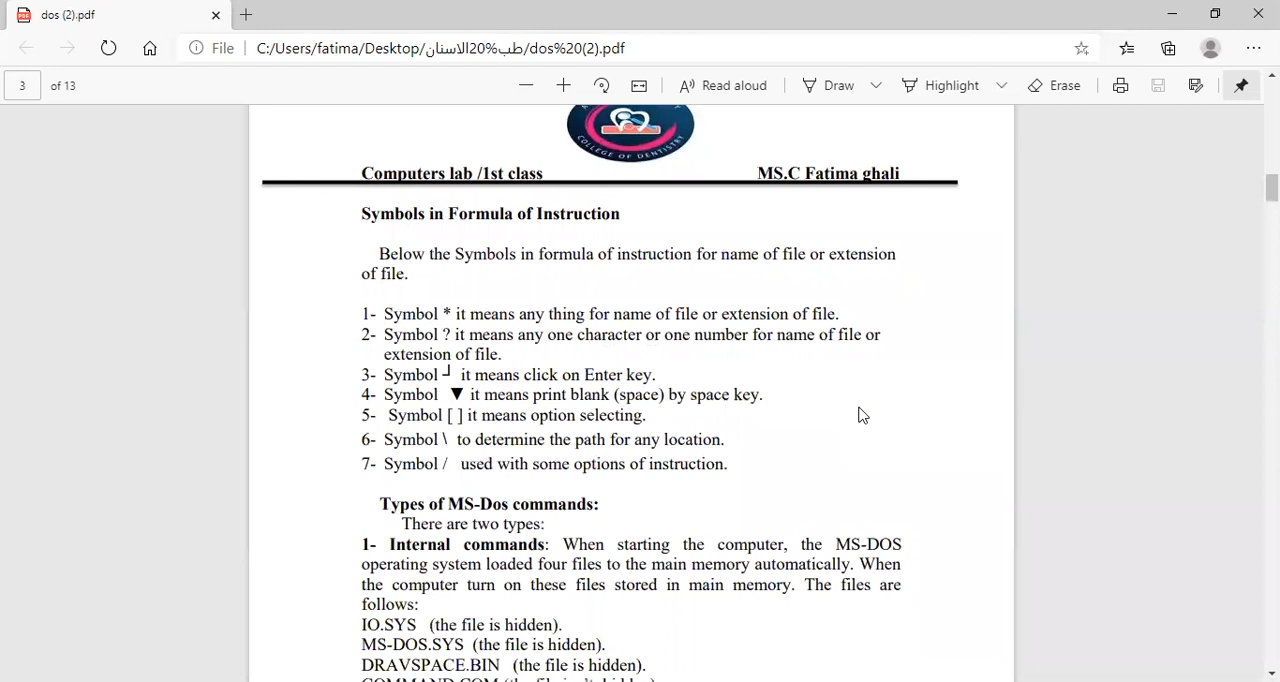 dos (2).pdf
File
C:/Users/fatima/Desktop/طب%20الاسنان/dos%20(2).pdf
3 of 13
Read aloud
Draw
Highlight
Erase
COLLEGE OF DENTISTRY
Computers lab /1st class MS.C Fatima ghali
Symbols in Formula of Instruction
Below the Symbols in formula of instruction for name of file or extension
of file.
1- Symbol * it means any thing for name of file or extension of file.
2- Symbol ? it means any one character or one number for name of file or
extension of file.
3- Symbol ┘ it means click on Enter key.
4- Symbol ▼ it means print blank (space) by space key.
5- Symbol [ ] it means option selecting.
6- Symbol \ to determine the path for any location.
7- Symbol / used with some options of instruction.
Types of MS-Dos commands:
There are two types:
1- Internal commands: When starting the computer, the MS-DOS
operating system loaded four files to the main memory automatically. When
the computer turn on these files stored in main memory. The files are
follows:
IO.SYS (the file is hidden).
MS-DOS.SYS (the file is hidden).
DRAVSPACE.BIN (the file is hidden).
COMMAND.COM (the file isn't hidden)